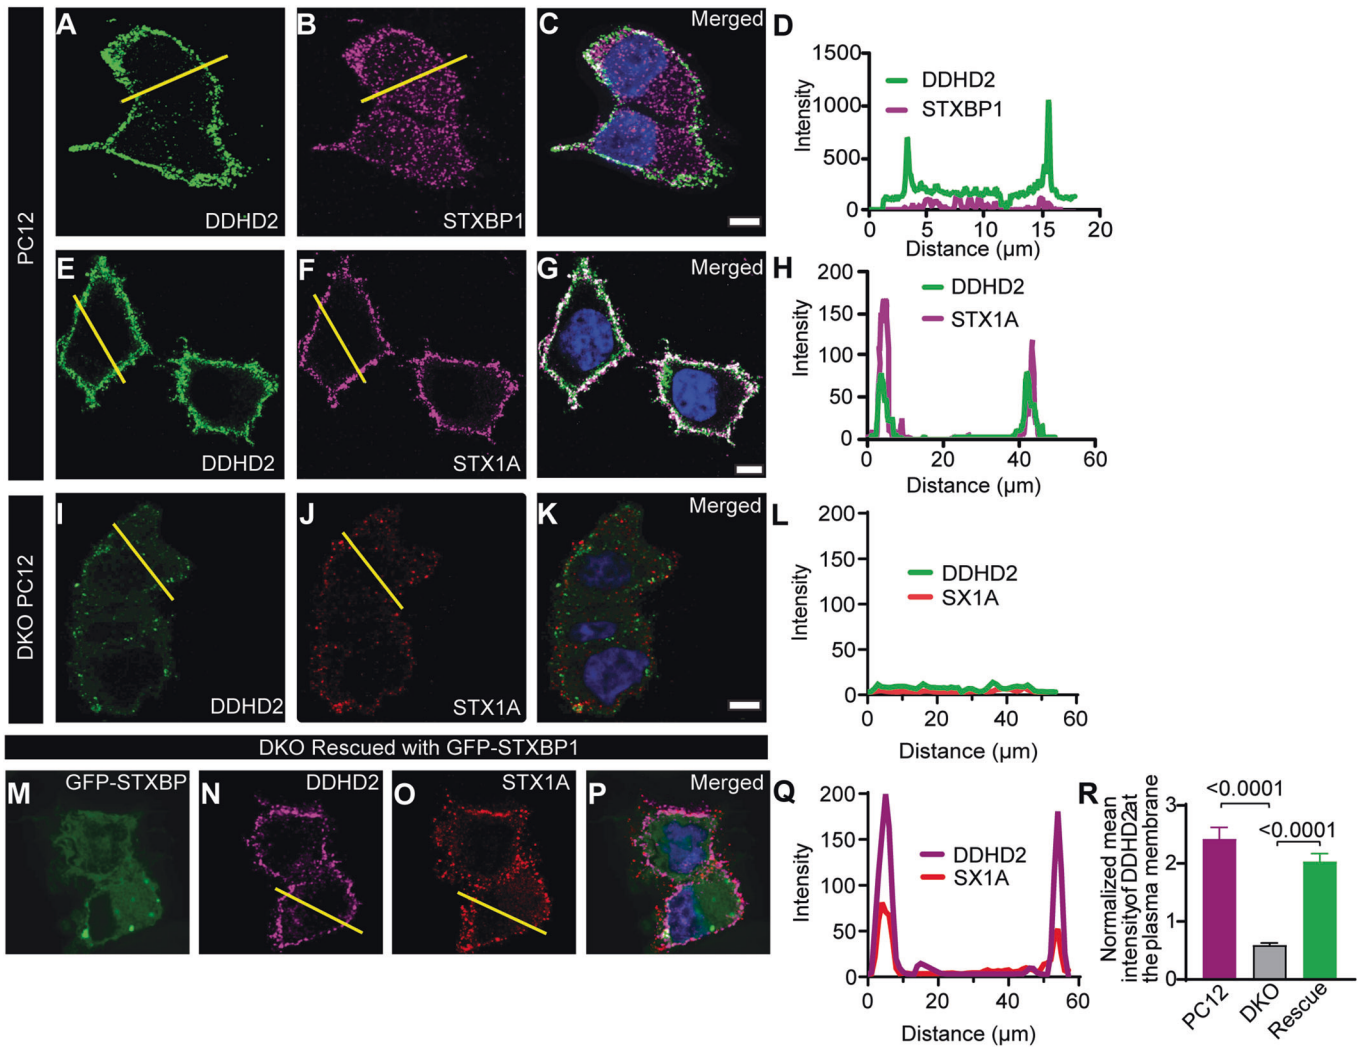 A
DDHD2
B
STXBP1
C
Merged
D
1500
1000
500
0
Intensity
DDHD2
STXBP1
0 5 10 15 20
Distance (µm)
PC12
E
DDHD2
F
STX1A
G
Merged
H
200
150
100
50
0
Intensity
DDHD2
STX1A
0 20 40 60
Distance (µm)
DKO PC12
I
DDHD2
J
STX1A
K
Merged
L
200
150
100
50
0
Intensity
DDHD2
SX1A
0 20 40 60
Distance (µm)
DKO Rescued with GFP-STXBP1
M
GFP-STXBP
N
DDHD2
O
STX1A
P
Merged
Q
200
150
100
50
0
Intensity
DDHD2
SX1A
0 20 40 60
Distance (µm)
R
Normalized mean
intensity of DDHD2at
the plasma membrane
3
2
1
0
<0.0001
<0.0001
PC12
DKO
Rescue